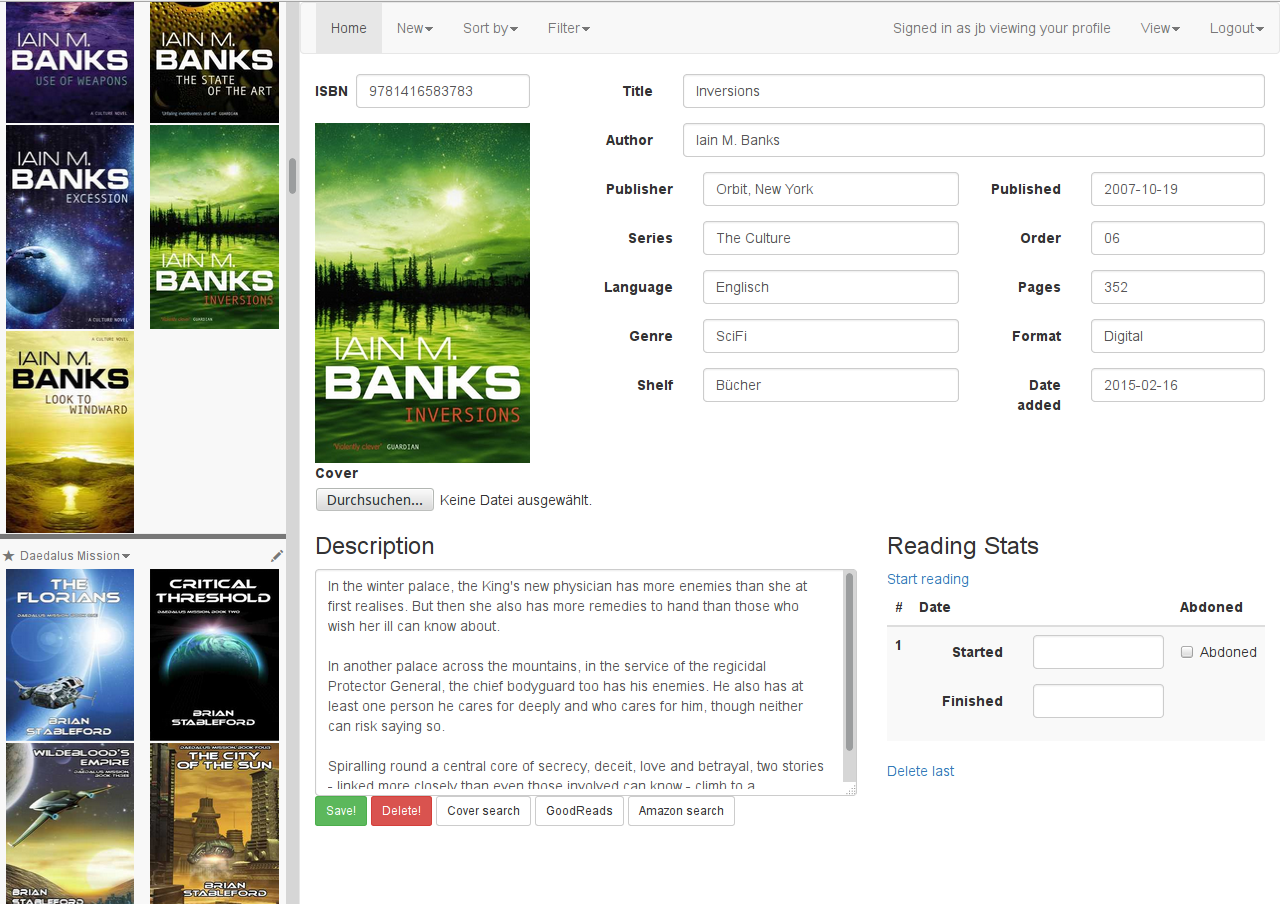 IAIN M.
BANKS
USE OF WEAPONS
A CULTURE NOVEL
IAIN M.
BANKS
THE STATE
OF THE ART
GUARDIAN
IAIN M.
BANKS
EXCESSION
A CULTURE NOVEL
IAIN M.
BANKS
INVERSIONS
'Violently clever' GUARDIAN
A CULTURE NOVEL
IAIN M.
BANKS
LOOK TO
WINDWARD
Daedalus Mission
THE
FLORIANS
DAEDALUS MISSION, BOOK ONE
BRIAN
STABLEFORD
CRITICAL
THRESHOLD
DAEDALUS MISSION, BOOK TWO
BRIAN
STABLEFORD
WILDEBLOOD'S
EMPIRE
DAEDALUS MISSION,
BOOK THREE
BRIAN
STABLEFORD
DAEDALUS MISSION, BOOK FOUR
THE CITY
OF THE SUN
BRIAN
STABLEFORD
Home New Sort by Filter Signed in as jb viewing your profile View Logout
ISBN 9781416583783 Title Inversions
IAIN M.
BANKS
INVERSIONS
'Violently clever' GUARDIAN
Author Iain M. Banks
Publisher Orbit, New York Published 2007-10-19
Series The Culture Order 06
Language Englisch Pages 352
Genre SciFi Format Digital
Shelf Bücher Date added 2015-02-16
Cover
Durchsuchen... Keine Datei ausgewählt.
Description
In the winter palace, the King's new physician has more enemies than she at
first realises. But then she also has more remedies to hand than those who
wish her ill can know about.
In another palace across the mountains, in the service of the regicidal
Protector General, the chief bodyguard too has his enemies. He also has at
least one person he cares for deeply and who cares for him, though neither
can risk saying so.
Spiralling round a central core of secrecy, deceit, love and betrayal, two stories
- linked more closely than even those involved can know - climb to a
Save! Delete! Cover search GoodReads Amazon search
Reading Stats
Start reading
# Date Abdoned
1 Started Abdoned
Finished
Delete last